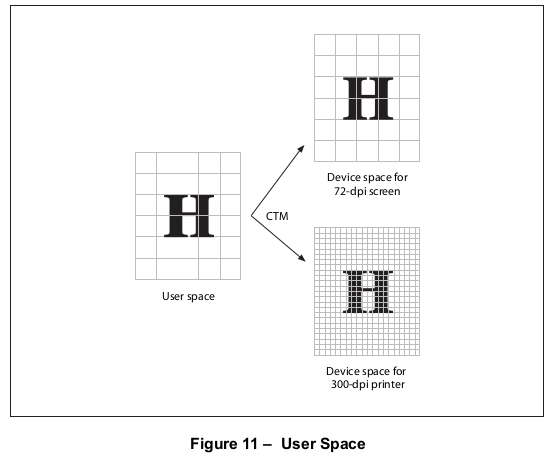 H
Device space for
72-dpi screen
H
CTM
User space
H
Device space for
300-dpi printer
Figure 11 – User Space